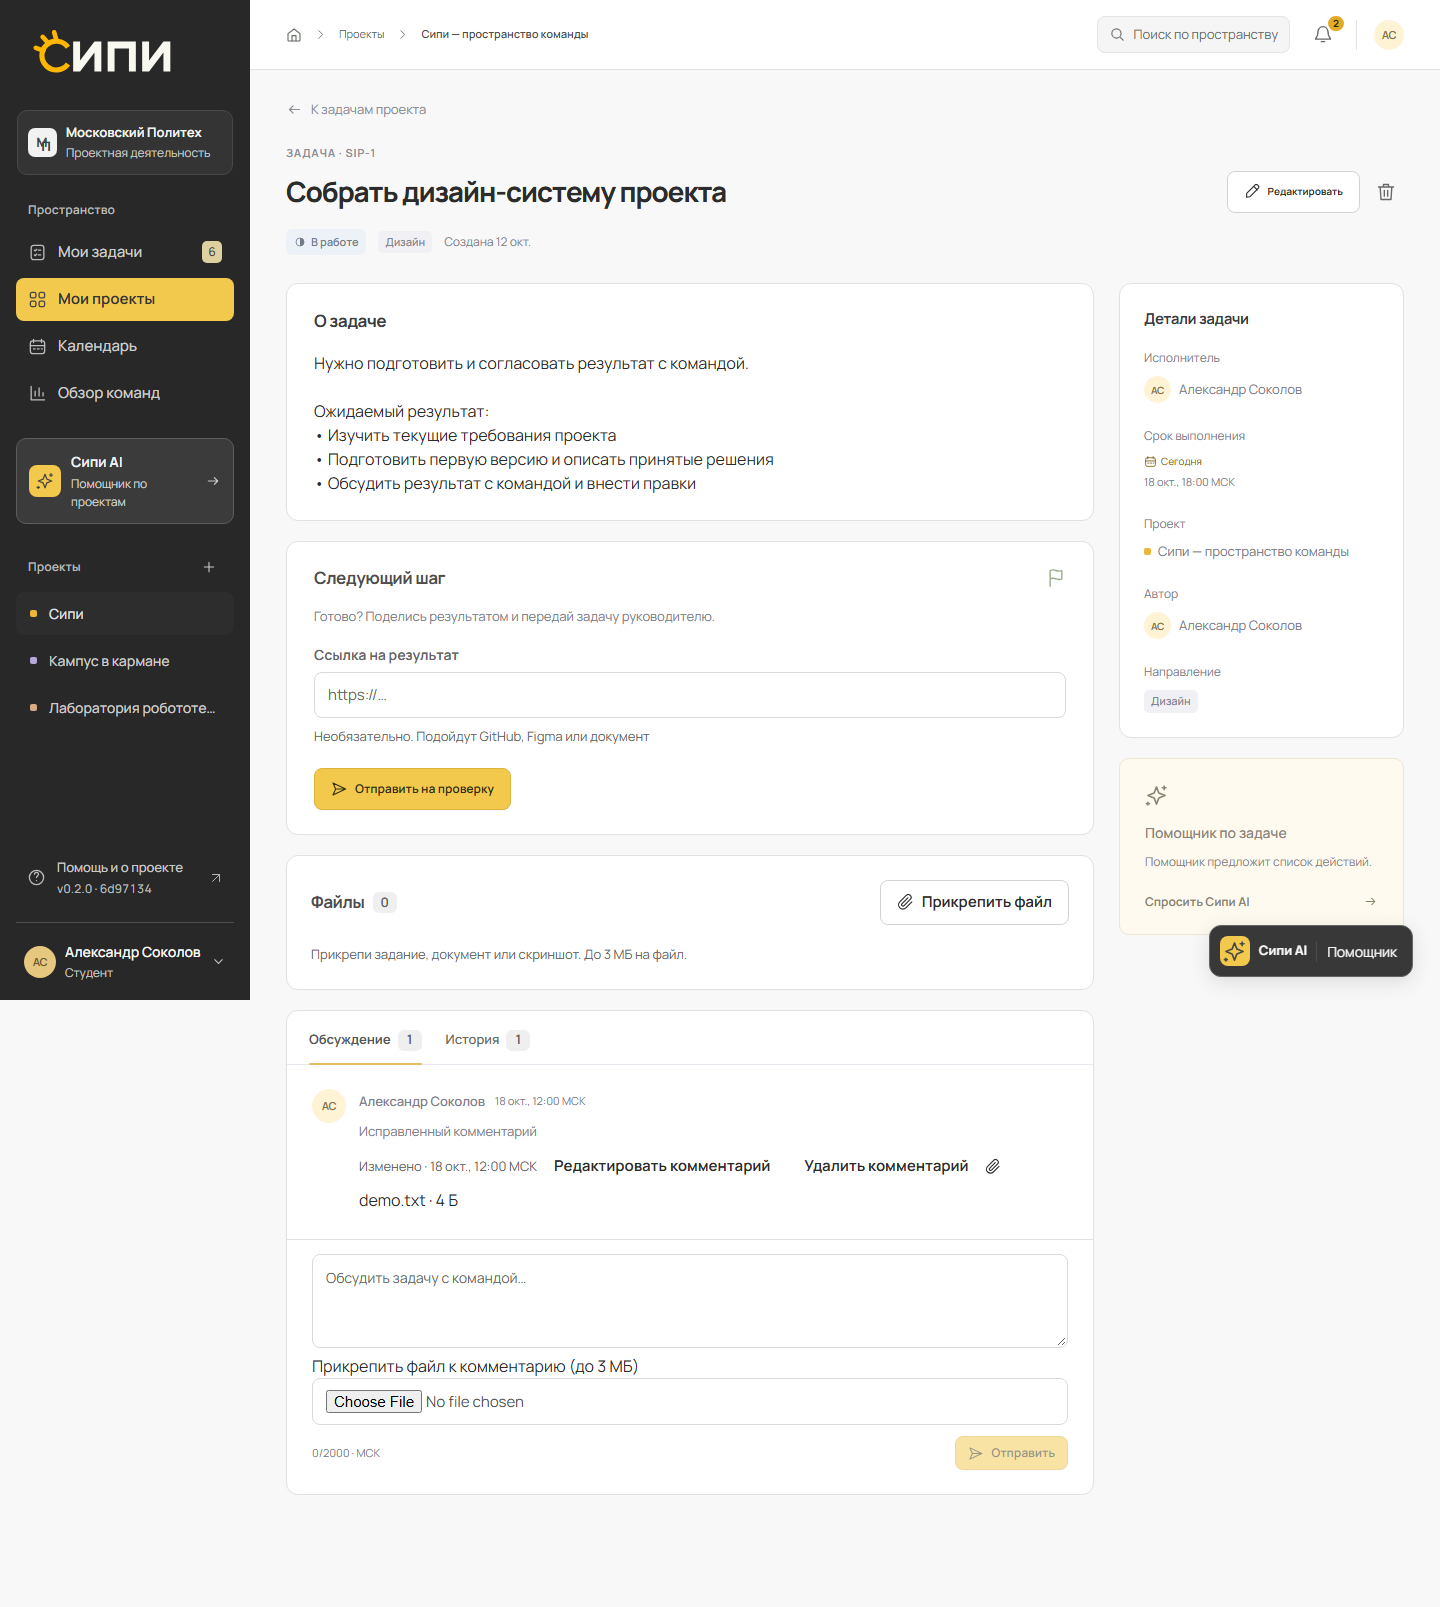 Сипи
МП
Московский Политех
Проектная деятельность
Пространство
Мои задачи
6
Мои проекты
Календарь
Обзор команд
Сипи AI
Помощник по
проектам
Проекты
Сипи
Кампус в кармане
Лаборатория робототе...
Помощь и о проекте
v0.2.0 · 6d97134
АС
Александр Соколов
Студент
Проекты
Сипи — пространство команды
Поиск по пространству
2
АС
К задачам проекта
ЗАДАЧА · SIP-1
Собрать дизайн-систему проекта
Редактировать
В работе
Дизайн
Создана 12 окт.
О задаче
Нужно подготовить и согласовать результат с командой.
Ожидаемый результат:
• Изучить текущие требования проекта
• Подготовить первую версию и описать принятые решения
• Обсудить результат с командой и внести правки
Следующий шаг
Готово? Поделись результатом и передай задачу руководителю.
Ссылка на результат
https://...
Необязательно. Подойдут GitHub, Figma или документ
Отправить на проверку
Файлы
0
Прикрепить файл
Прикрепи задание, документ или скриншот. До 3 МБ на файл.
Обсуждение
1
История
1
АС
Александр Соколов
18 окт., 12:00 МСК
Исправленный комментарий
Изменено · 18 окт., 12:00 МСК
Редактировать комментарий
Удалить комментарий
demo.txt · 4 Б
Обсудить задачу с командой...
Прикрепить файл к комментарию (до 3 МБ)
Choose File
No file chosen
0/2000 · МСК
Отправить
Детали задачи
Исполнитель
АС
Александр Соколов
Срок выполнения
Сегодня
18 окт., 18:00 МСК
Проект
Сипи — пространство команды
Автор
АС
Александр Соколов
Направление
Дизайн
Помощник по задаче
Помощник предложит список действий.
Спросить Сипи AI
Сипи AI
Помощник